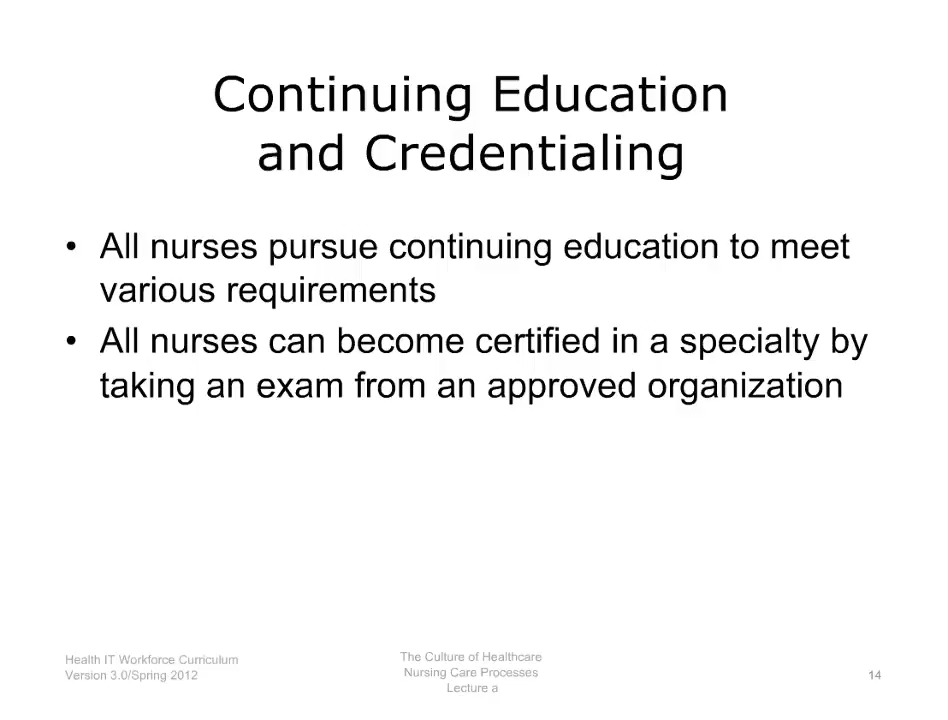 Continuing Education
and Credentialing
• All nurses pursue continuing education to meet
various requirements
• All nurses can become certified in a specialty by
taking an exam from an approved organization
Health IT Workforce Curriculum
Version 3.0/Spring 2012
The Culture of Healthcare
Nursing Care Processes
Lecture a
14